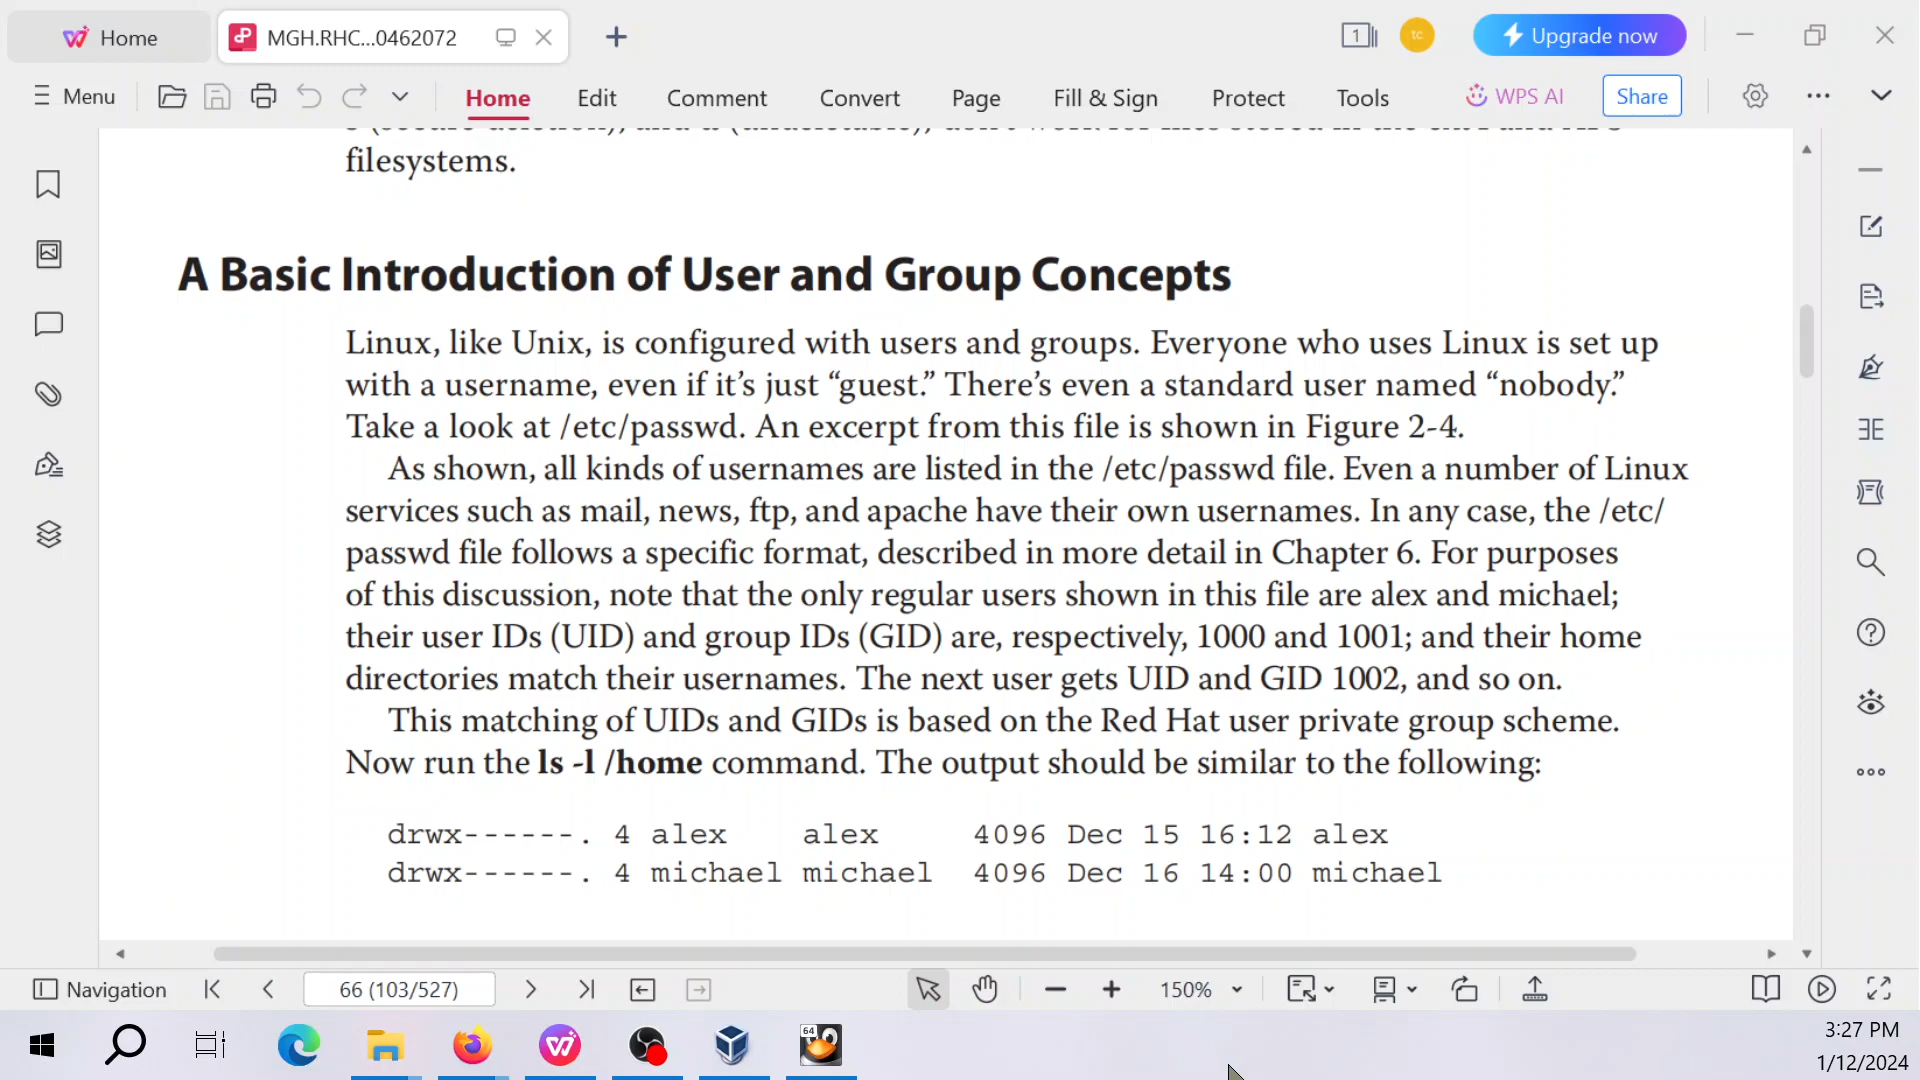 Home
MGH.RHC...0462072
1
tc
Upgrade now
Menu
Home
Edit
Comment
Convert
Page
Fill & Sign
Protect
Tools
WPS AI
Share
filesystems.
A Basic Introduction of User and Group Concepts
Linux, like Unix, is configured with users and groups. Everyone who uses Linux is set up
with a username, even if it's just “guest.” There's even a standard user named “nobody.”
Take a look at /etc/passwd. An excerpt from this file is shown in Figure 2-4.
As shown, all kinds of usernames are listed in the /etc/passwd file. Even a number of Linux
services such as mail, news, ftp, and apache have their own usernames. In any case, the /etc/
passwd file follows a specific format, described in more detail in Chapter 6. For purposes
of this discussion, note that the only regular users shown in this file are alex and michael;
their user IDs (UID) and group IDs (GID) are, respectively, 1000 and 1001; and their home
directories match their usernames. The next user gets UID and GID 1002, and so on.
This matching of UIDs and GIDs is based on the Red Hat user private group scheme.
Now run the ls -l /home command. The output should be similar to the following:
drwx------. 4 alex    alex     4096 Dec 15 16:12 alex
drwx------. 4 michael michael  4096 Dec 16 14:00 michael
Navigation
66 (103/527)
150%
64
3:27 PM
1/12/2024